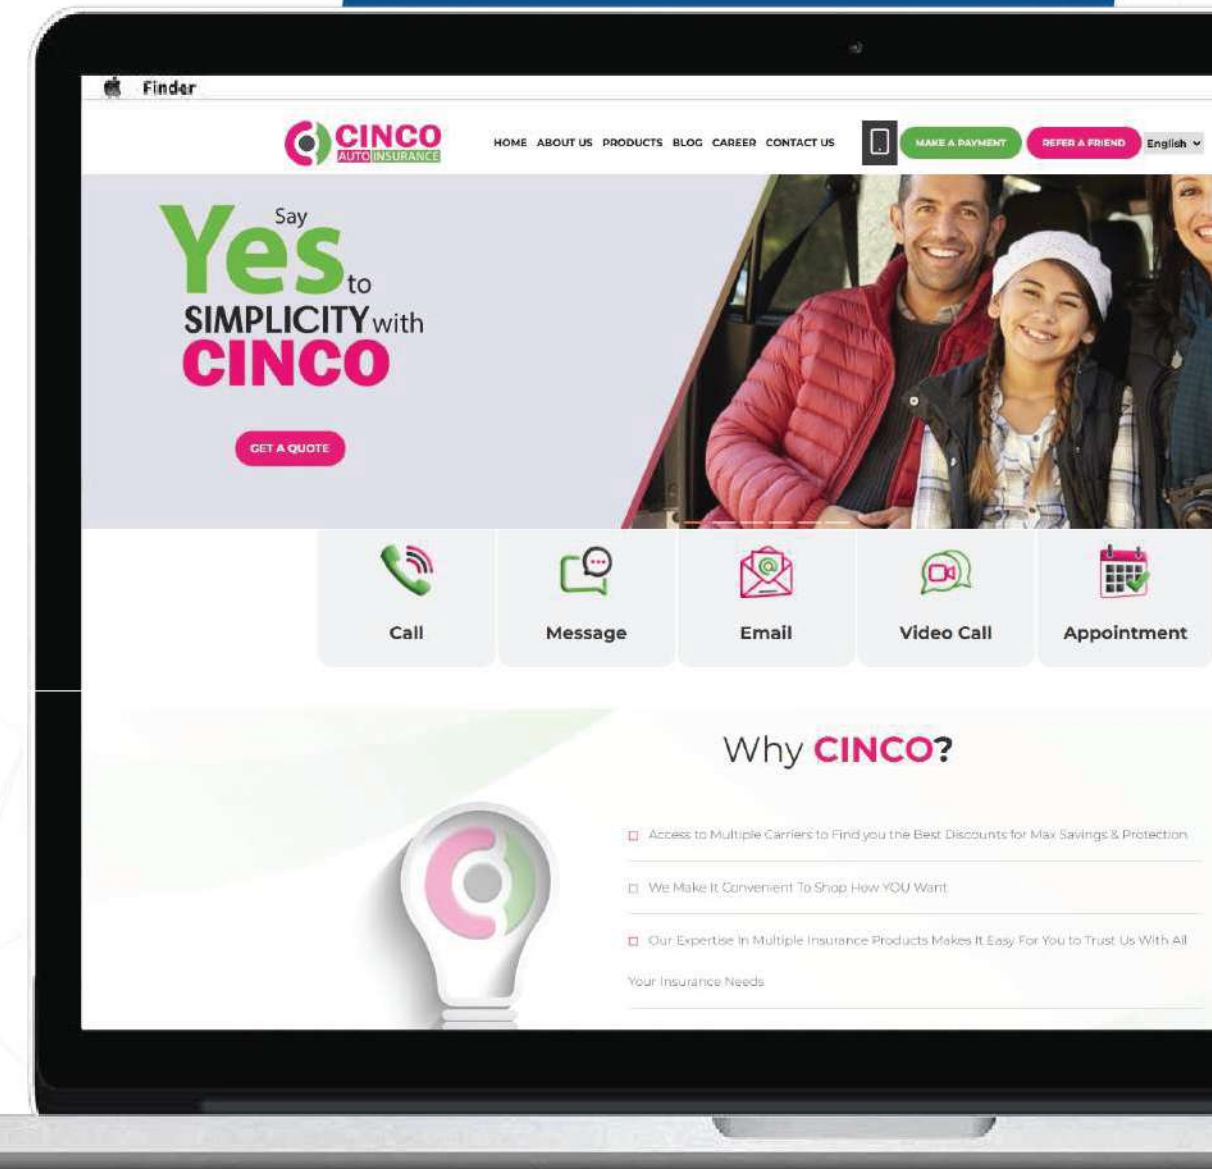 Finder
CINCO
AUTO INSURANCE
HOME ABOUT US PRODUCTS BLOG CAREER CONTACT US
MAKE A PAYMENT
REFER A FRIEND
English
Say
Yes to
SIMPLICITY with
CINCO
GET A QUOTE
Call
Message
Email
Video Call
Appointment
Why CINCO?
Access to Multiple Carriers to Find you the Best Discounts for Max Savings & Protection
We Make It Convenient To Shop How YOU Want
Our Expertise In Multiple Insurance Products Makes It Easy For You to Trust Us With All
Your Insurance Needs